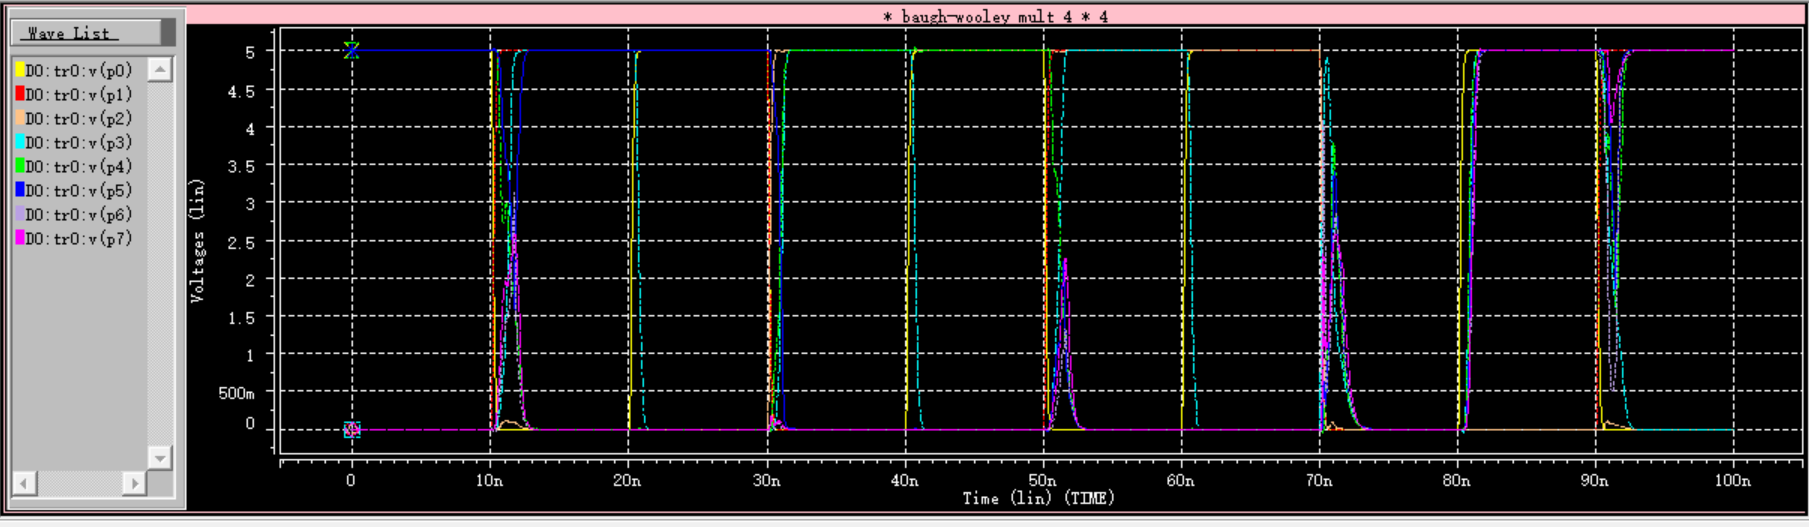 * baugh-wooley mult 4 * 4
Wave List
D0:tr0:v(p0)
D0:tr0:v(p1)
D0:tr0:v(p2)
D0:tr0:v(p3)
D0:tr0:v(p4)
D0:tr0:v(p5)
D0:tr0:v(p6)
D0:tr0:v(p7)
Voltages (lin)
5
4.5
4
3.5
3
2.5
2
1.5
1
500m
0
0 10n 20n 30n 40n 50n 60n 70n 80n 90n 100n
Time (lin) (TIME)